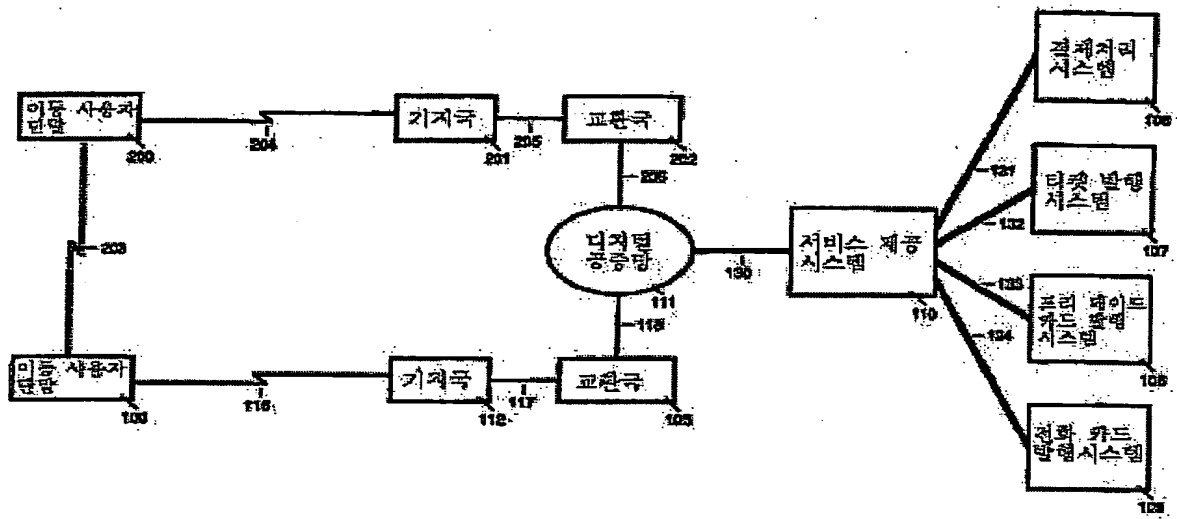 이동 사용자
단말
200
204
기지국
201
205
교환국
202
206
203
디지털
공중망
111
118
130
서비스 제공
시스템
110
결제처리
시스템
131
티켓 발행
시스템
107
132
프리 페이드
카드 발행
시스템
133
134
전화 카드
발행 시스템
이동 사용자
단말
100
116
기지국
112
117
교환국